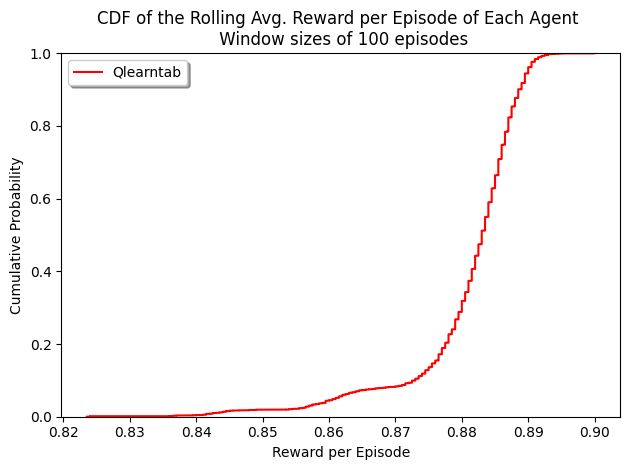 CDF of the Rolling Avg. Reward per Episode of Each Agent
Window sizes of 100 episodes
Qlearntab
Cumulative Probability
1.0
0.8
0.6
0.4
0.2
0.0
0.82 0.83 0.84 0.85 0.86 0.87 0.88 0.89 0.90
Reward per Episode